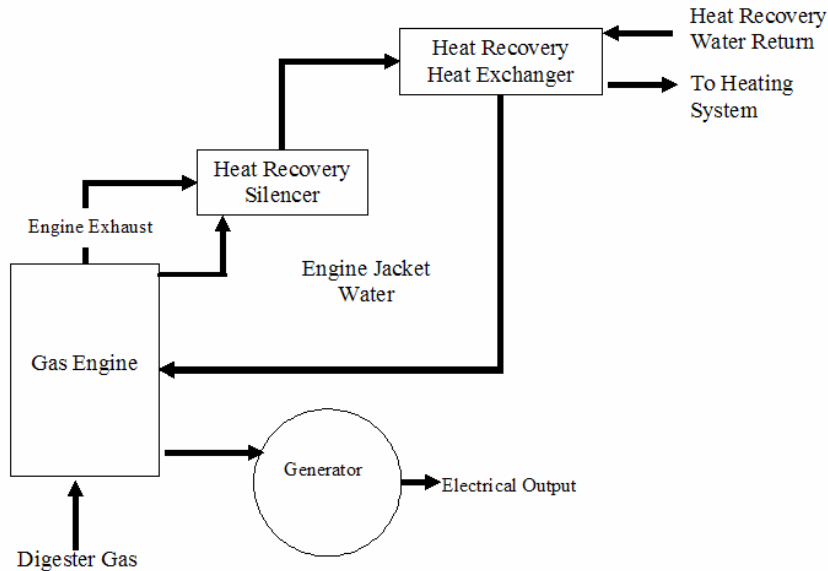 Heat Recovery
Heat Exchanger
Heat Recovery
Water Return
To Heating
System
Heat Recovery
Silencer
Engine Exhaust
Engine Jacket
Water
Gas Engine
Generator
Electrical Output
Digester Gas